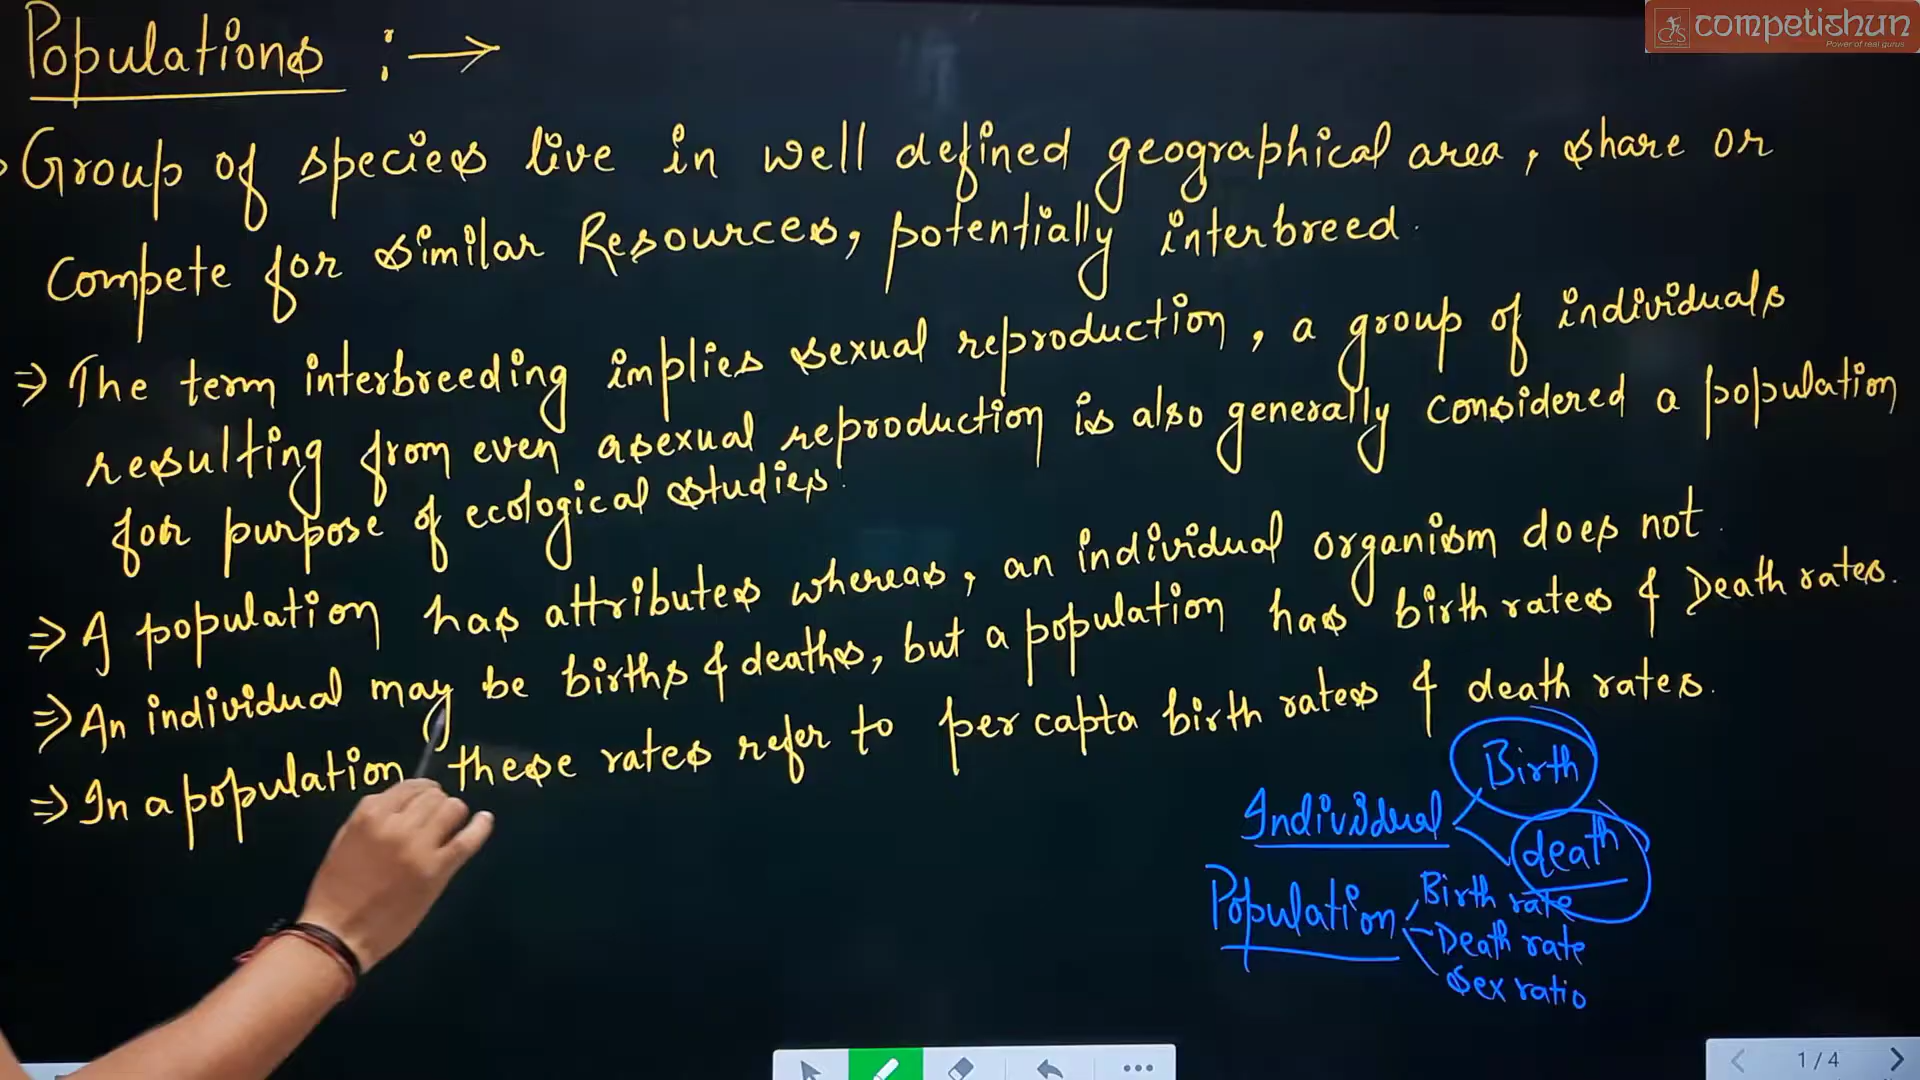 Populations :→
Group of species live in well defined geographical area, share or
compete for similar Resources, potentially interbreed.
⇒ The term interbreeding implies sexual reproduction, a group of individuals
resulting from even asexual reproduction is also generally considered a population
for purpose of ecological studies.
⇒ A population has attributes whereas, an individual organism does not.
⇒ An individual may be births & deaths, but a population has birth rates & Death rates.
⇒ In a population these rates refer to per capta birth rates & death rates.
Individual
Birth
death
Population
Birth rate
Death rate
Sex ratio
competishun
Power of real gurus
1/4